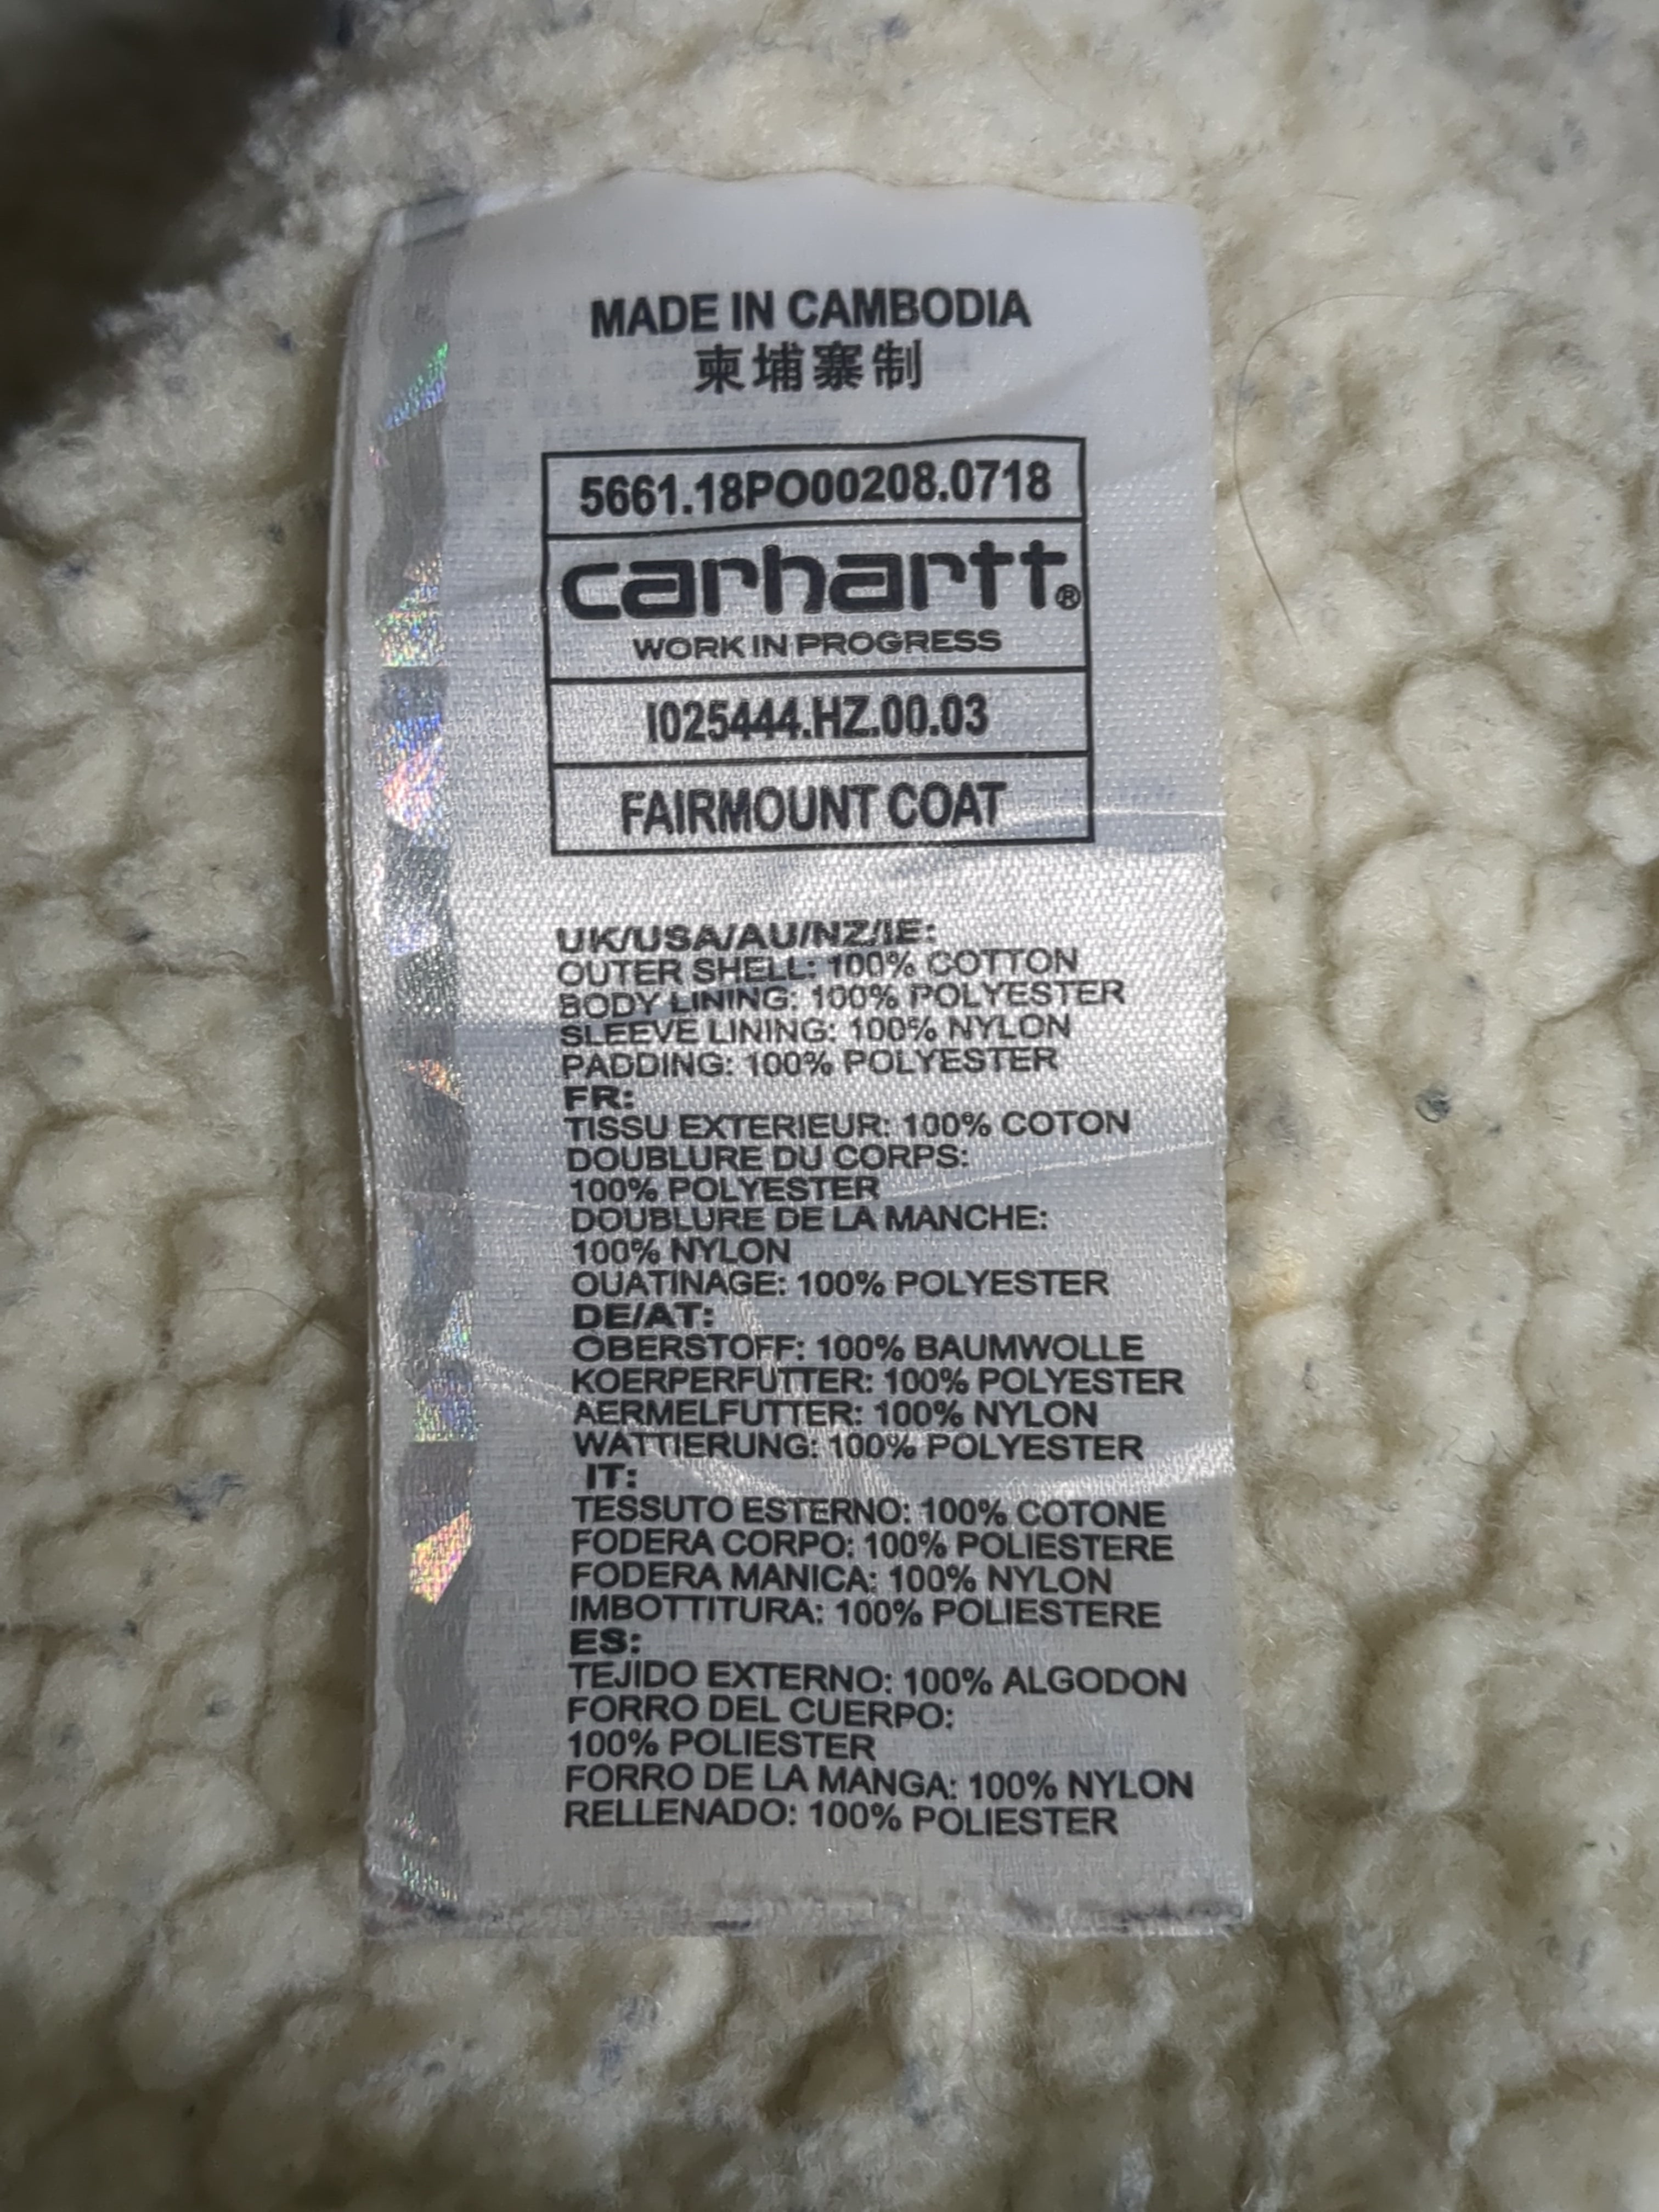 MADE IN CAMBODIA
柬埔寨制
5661.18PO00208.0718
carhartt®
WORK IN PROGRESS
I025444.HZ.00.03
FAIRMOUNT COAT
UK/USA/AU/NZ/IE:
OUTER SHELL: 100% COTTON
BODY LINING: 100% POLYESTER
SLEEVE LINING: 100% NYLON
PADDING: 100% POLYESTER
FR:
TISSU EXTERIEUR: 100% COTON
DOUBLURE DU CORPS:
100% POLYESTER
DOUBLURE DE LA MANCHE:
100% NYLON
OUATINAGE: 100% POLYESTER
DE/AT:
OBERSTOFF: 100% BAUMWOLLE
KOERPERFUTTER: 100% POLYESTER
AERMELFUTTER: 100% NYLON
WATTIERUNG: 100% POLYESTER
IT:
TESSUTO ESTERNO: 100% COTONE
FODERA CORPO: 100% POLIESTERE
FODERA MANICA: 100% NYLON
IMBOTTITURA: 100% POLIESTERE
ES:
TEJIDO EXTERNO: 100% ALGODON
FORRO DEL CUERPO:
100% POLIESTER
FORRO DE LA MANGA: 100% NYLON
RELLENADO: 100% POLIESTER